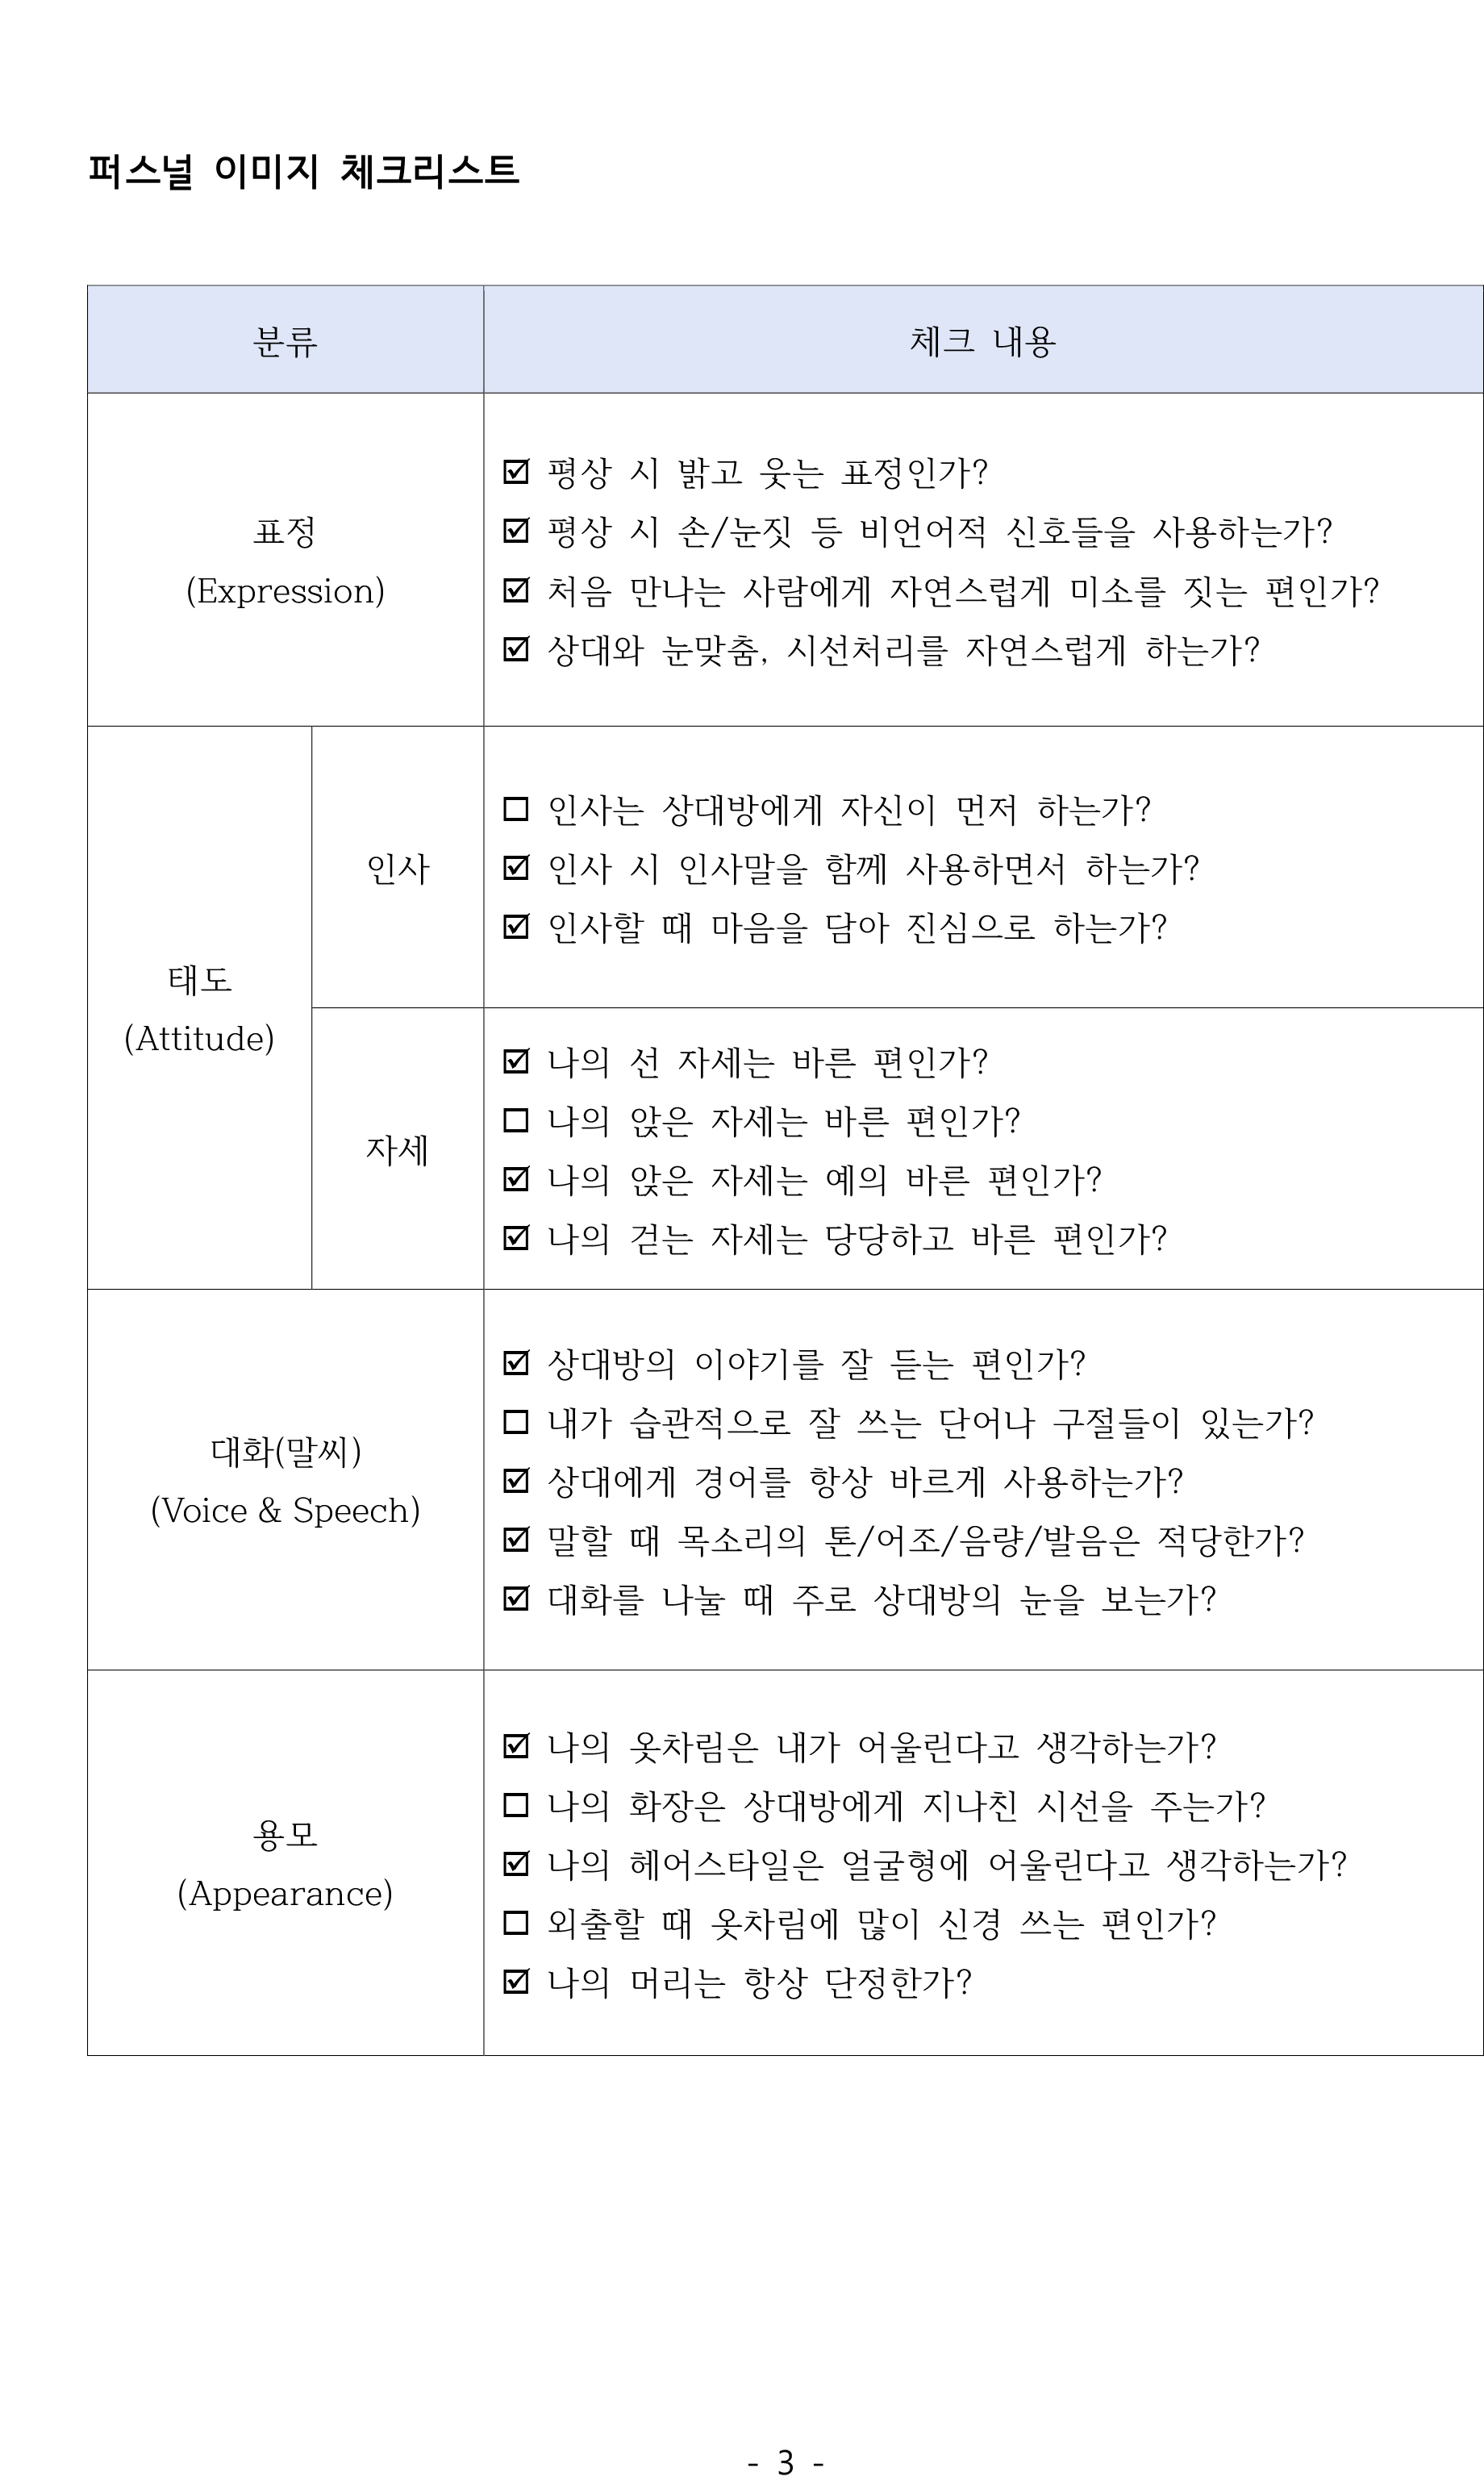 퍼스널 이미지 체크리스트
분류
체크 내용
표정
(Expression)
☑ 평상 시 밝고 웃는 표정인가?
☑ 평상 시 손/눈짓 등 비언어적 신호들을 사용하는가?
☑ 처음 만나는 사람에게 자연스럽게 미소를 짓는 편인가?
☑ 상대와 눈맞춤, 시선처리를 자연스럽게 하는가?
태도
(Attitude)
인사
☐ 인사는 상대방에게 자신이 먼저 하는가?
☑ 인사 시 인사말을 함께 사용하면서 하는가?
☑ 인사할 때 마음을 담아 진심으로 하는가?
자세
☑ 나의 선 자세는 바른 편인가?
☐ 나의 앉은 자세는 바른 편인가?
☑ 나의 앉은 자세는 예의 바른 편인가?
☑ 나의 걷는 자세는 당당하고 바른 편인가?
대화(말씨)
(Voice & Speech)
☑ 상대방의 이야기를 잘 듣는 편인가?
☐ 내가 습관적으로 잘 쓰는 단어나 구절들이 있는가?
☑ 상대에게 경어를 항상 바르게 사용하는가?
☑ 말할 때 목소리의 톤/어조/음량/발음은 적당한가?
☑ 대화를 나눌 때 주로 상대방의 눈을 보는가?
용모
(Appearance)
☑ 나의 옷차림은 내가 어울린다고 생각하는가?
☐ 나의 화장은 상대방에게 지나친 시선을 주는가?
☑ 나의 헤어스타일은 얼굴형에 어울린다고 생각하는가?
☐ 외출할 때 옷차림에 많이 신경 쓰는 편인가?
☑ 나의 머리는 항상 단정한가?
- 3 -